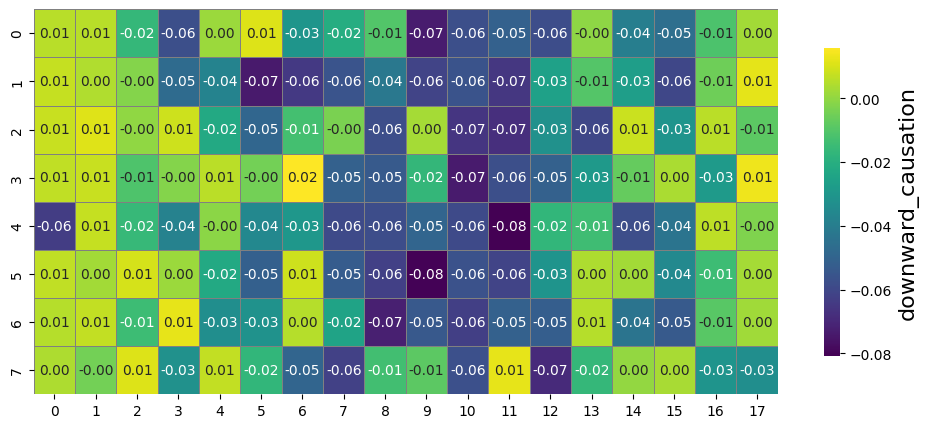 0 0.01 0.01 -0.02 -0.06 0.00 0.01 -0.03 -0.02 -0.01 -0.07 -0.06 -0.05 -0.06 -0.00 -0.04 -0.05 -0.01 0.00
1 0.01 0.00 -0.00 -0.05 -0.04 -0.07 -0.06 -0.06 -0.04 -0.06 -0.06 -0.07 -0.03 -0.01 -0.03 -0.06 -0.01 0.01
2 0.01 0.01 -0.00 0.01 -0.02 -0.05 -0.01 -0.00 -0.06 0.00 -0.07 -0.07 -0.03 -0.06 0.01 -0.03 0.01 -0.01
3 0.01 0.01 -0.01 -0.00 0.01 -0.00 0.02 -0.05 -0.05 -0.02 -0.07 -0.06 -0.05 -0.03 -0.01 0.00 -0.03 0.01
4 -0.06 0.01 -0.02 -0.04 -0.00 -0.04 -0.03 -0.06 -0.06 -0.05 -0.06 -0.08 -0.02 -0.01 -0.06 -0.04 0.01 -0.00
5 0.01 0.00 0.01 0.00 -0.02 -0.05 0.01 -0.05 -0.06 -0.08 -0.06 -0.06 -0.03 0.00 0.00 -0.04 -0.01 0.00
6 0.01 0.01 -0.01 0.01 -0.03 -0.03 0.00 -0.02 -0.07 -0.05 -0.06 -0.05 -0.05 0.01 -0.04 -0.05 -0.01 0.00
7 0.00 -0.00 0.01 -0.03 0.01 -0.02 -0.05 -0.06 -0.01 -0.01 -0.06 0.01 -0.07 -0.02 0.00 0.00 -0.03 -0.03
0 1 2 3 4 5 6 7 8 9 10 11 12 13 14 15 16 17
0.00
−0.02
−0.04
−0.06
−0.08
downward_causation